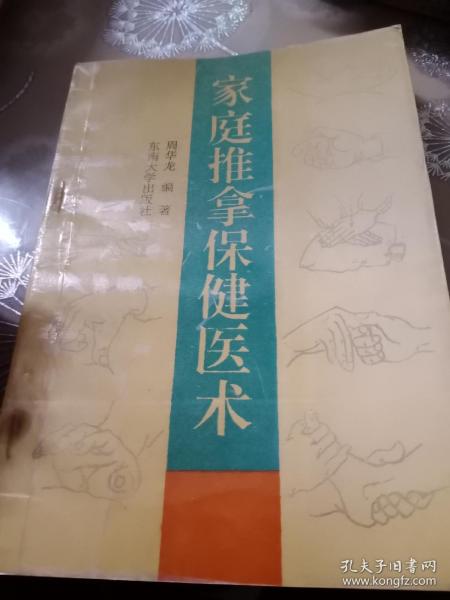 家庭推拿保健医术
周华龙 编著
东南大学出版社
孔夫子旧书网
www.kongfz.com